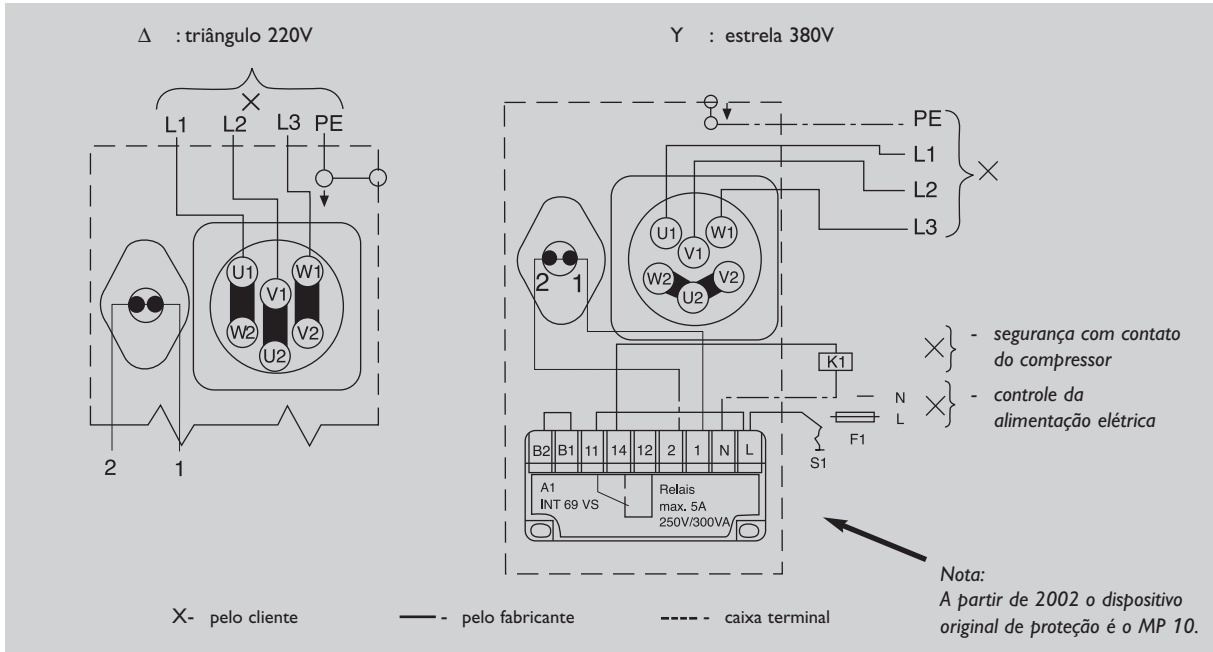 Δ : triângulo 220V
L1 L2 L3 PE
U1 V1 W1
W2 U2 V2
2 1
Y : estrela 380V
PE
L1
L2
L3
U1 V1 W1
W2 U2 V2
2 1
K1
- segurança com contato
do compressor
N
L
F1
- controle da
alimentação elétrica
S1
B2 B1 11 14 12 2 1 N L
A1
INT 69 VS
Relais
max. 5A
250V/300VA
Nota:
A partir de 2002 o dispositivo
original de proteção é o MP 10.
X- pelo cliente
- pelo fabricante
- caixa terminal